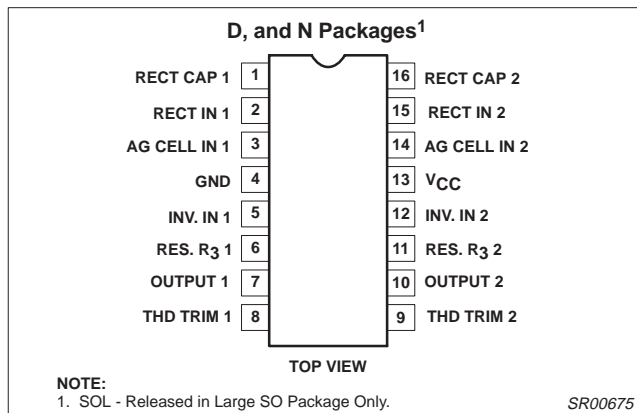 D, and N Packages1
RECT CAP 1 1 16 RECT CAP 2
RECT IN 1 2 15 RECT IN 2
AG CELL IN 1 3 14 AG CELL IN 2
GND 4 13 VCC
INV. IN 1 5 12 INV. IN 2
RES. R3 1 6 11 RES. R3 2
OUTPUT 1 7 10 OUTPUT 2
THD TRIM 1 8 9 THD TRIM 2
TOP VIEW
NOTE:
1. SOL - Released in Large SO Package Only.
SR00675